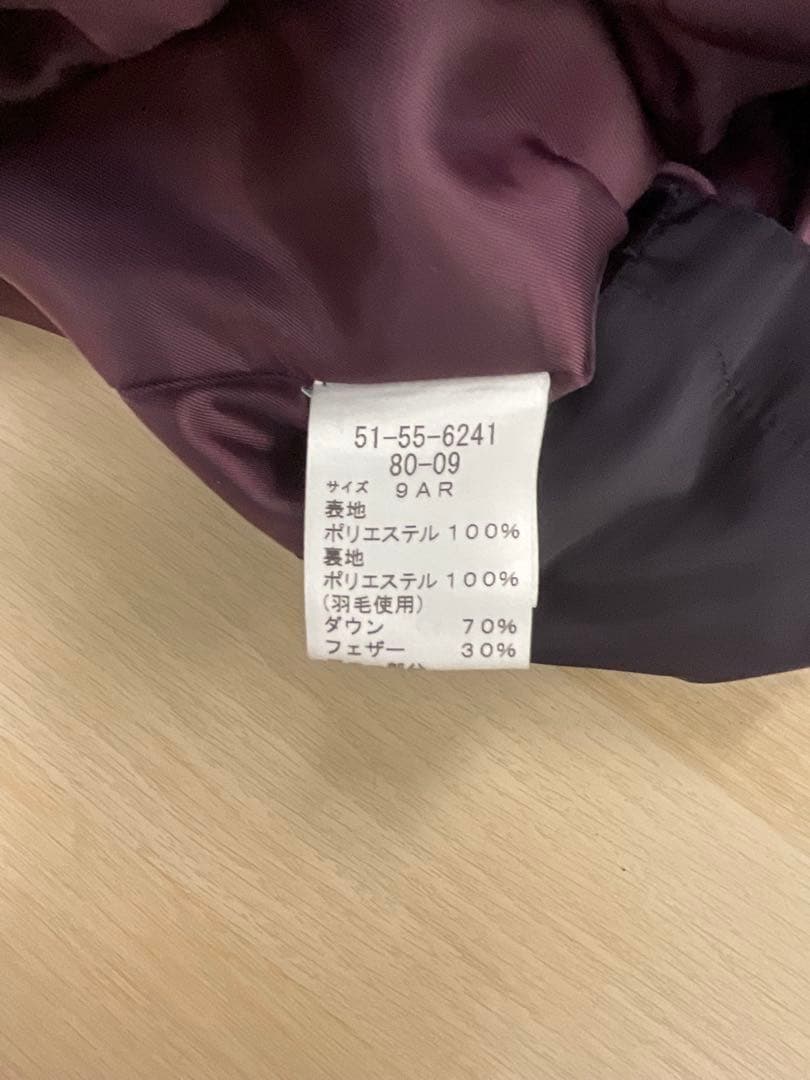 51-55-6241
80-09
サイズ 9AR
表地
ポリエステル 100%
裏地
ポリエステル 100%
(羽毛使用)
ダウン 70%
フェザー 30%